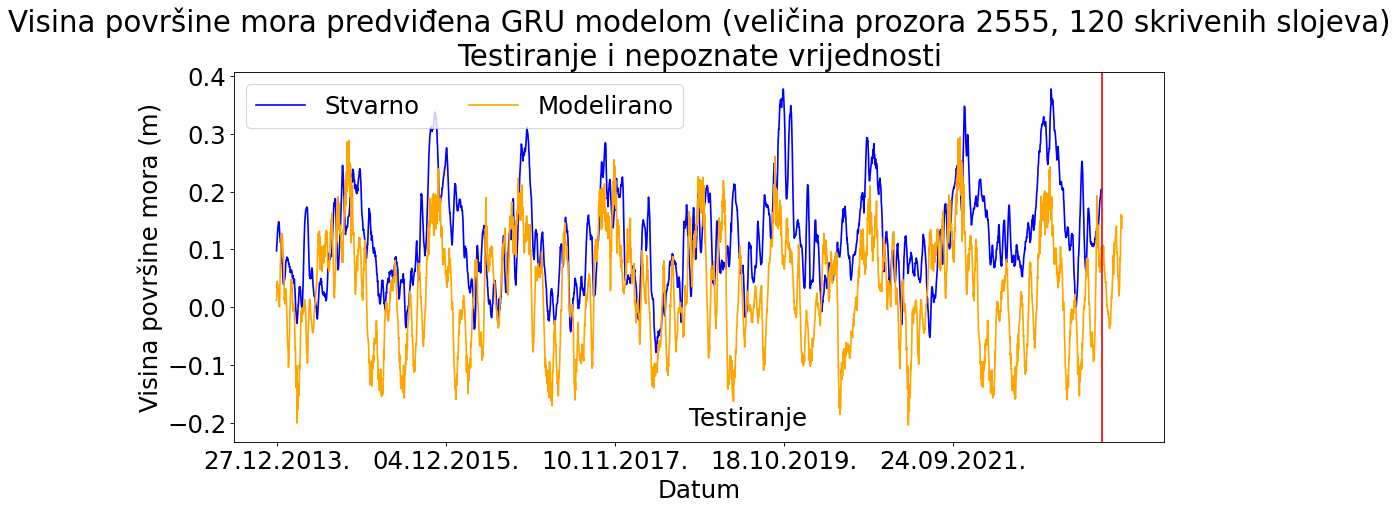 Visina površine mora predviđena GRU modelom (veličina prozora 2555, 120 skrivenih slojeva)
Testiranje i nepoznate vrijednosti
Stvarno Modelirano
Visina površine mora (m)
0.4
0.3
0.2
0.1
0.0
−0.1
−0.2
Testiranje
27.12.2013. 04.12.2015. 10.11.2017. 18.10.2019. 24.09.2021.
Datum